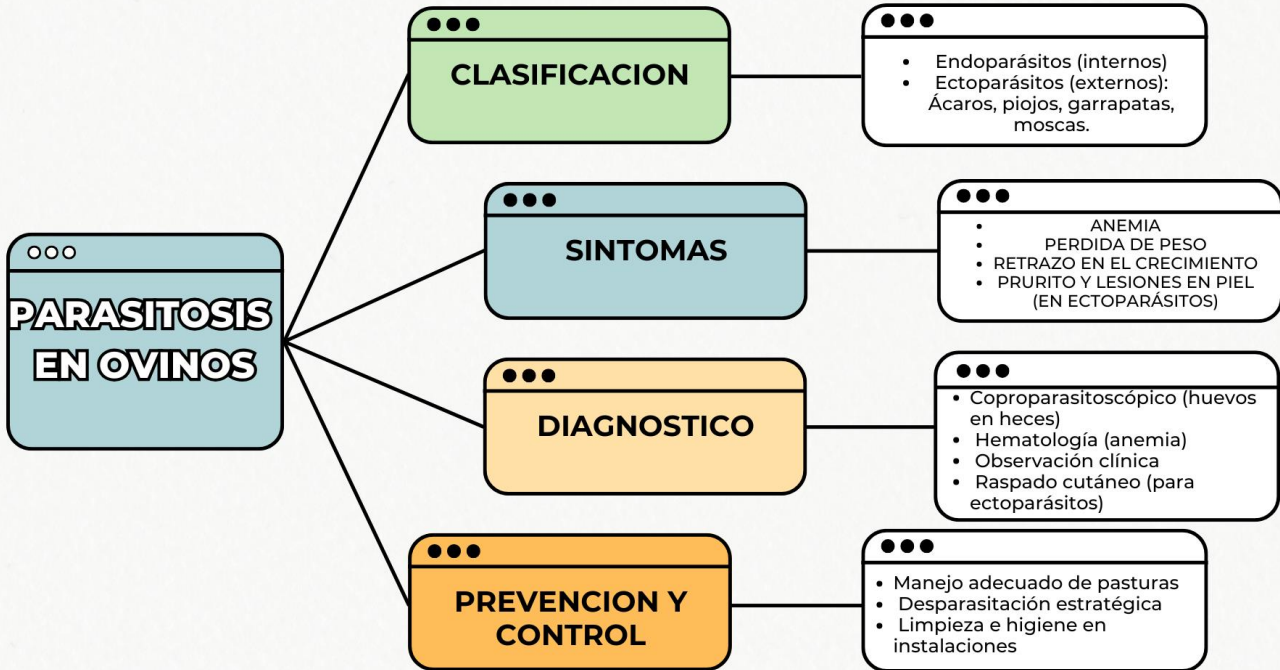 PARASITOSIS
EN OVINOS
CLASIFICACION
• Endoparásitos (internos)
• Ectoparásitos (externos):
Ácaros, piojos, garrapatas,
moscas.
SINTOMAS
• ANEMIA
• PERDIDA DE PESO
• RETRAZO EN EL CRECIMIENTO
• PRURITO Y LESIONES EN PIEL
(EN ECTOPARÁSITOS)
DIAGNOSTICO
• Coproparasitoscópico (huevos
en heces)
• Hematología (anemia)
• Observación clínica
• Raspado cutáneo (para
ectoparásitos)
PREVENCION Y
CONTROL
• Manejo adecuado de pasturas
• Desparasitación estratégica
• Limpieza e higiene en
instalaciones